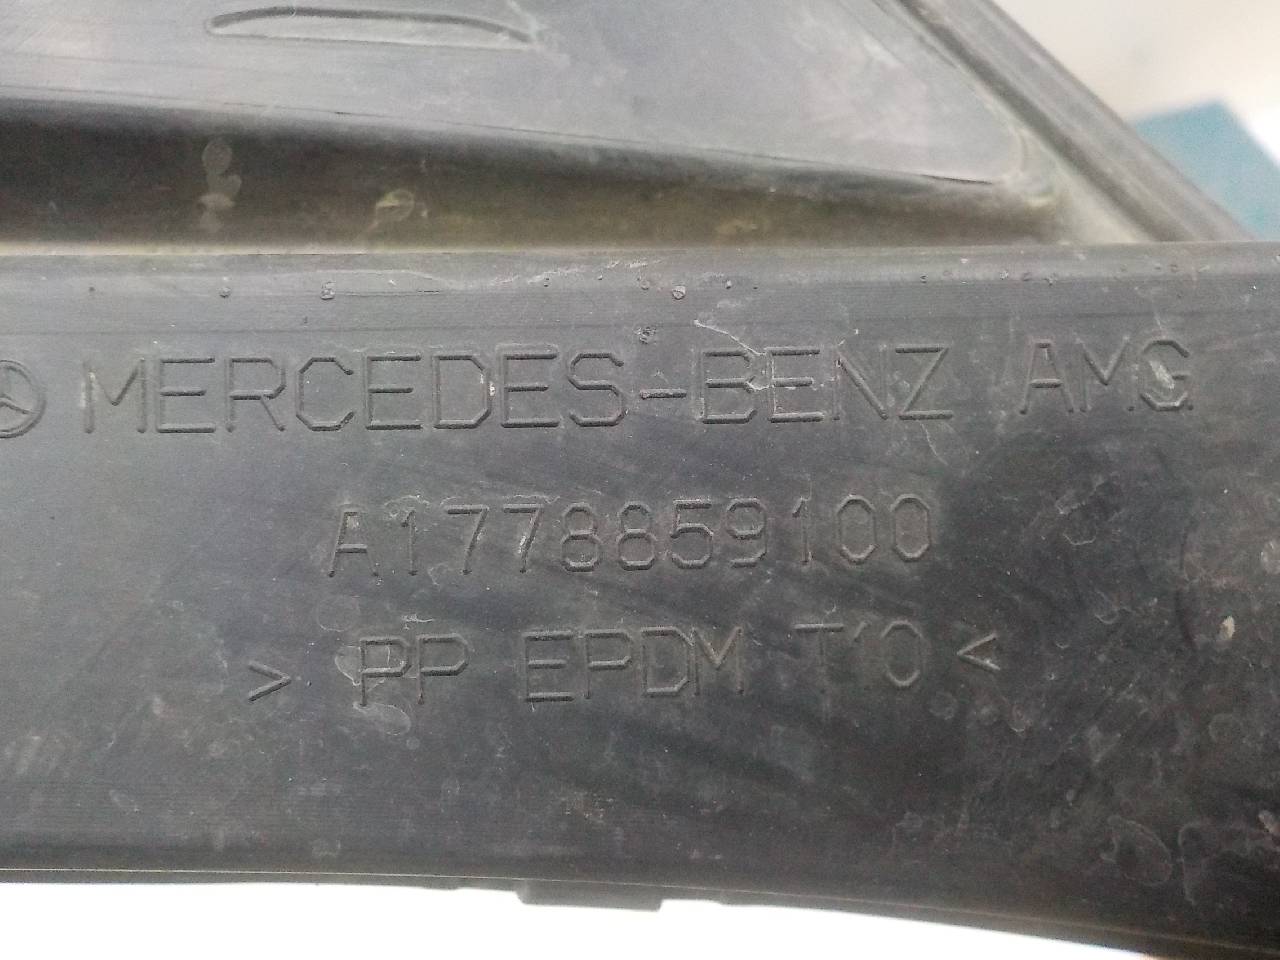 MERCEDES-BENZ AMG
A1778859100
> PP EPDM T10 <